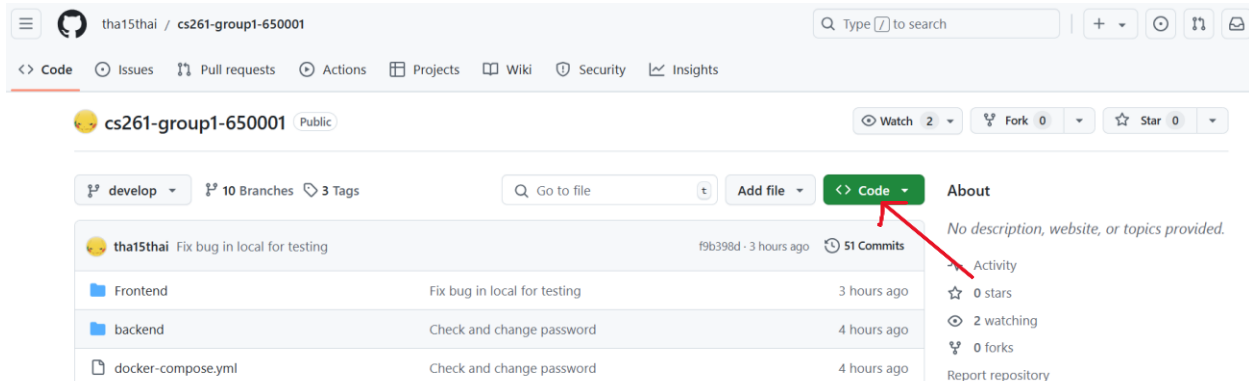 tha15thai / cs261-group1-650001
Type / to search
Code Issues Pull requests Actions Projects Wiki Security Insights
cs261-group1-650001 Public
Watch 2 Fork 0 Star 0
develop 10 Branches 3 Tags Go to file t Add file Code
About
No description, website, or topics provided.
tha15thai Fix bug in local for testing f9b398d · 3 hours ago 51 Commits
Activity
Frontend Fix bug in local for testing 3 hours ago
0 stars
backend Check and change password 4 hours ago
2 watching
0 forks
docker-compose.yml Check and change password 4 hours ago
Report repository